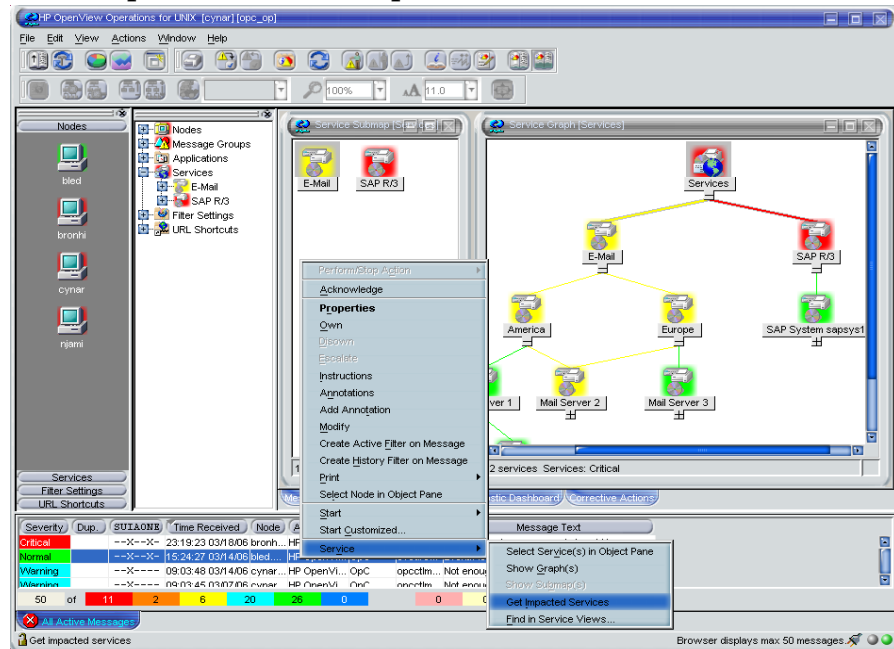 HP OpenView Operations for UNIX [cynar] [opc_op]
File Edit View Actions Window Help
100%
11.0
Nodes
bled
bronhi
cynar
njami
Services
Filter Settings
URL Shortcuts
Nodes
Message Groups
Applications
Services
E-Mail
SAP R/3
Filter Settings
URL Shortcuts
Service Submap
E-Mail
SAP R/3
Service Graph [Services]
Services
E-Mail
SAP R/3
America
Europe
SAP System sapsys1
ver 1
Mail Server 2
Mail Server 3
2 services Services: Critical
Perform/Stop Action
Acknowledge
Properties
Own
Disown
Escalate
Instructions
Annotations
Add Annotation
Modify
Create Active Filter on Message
Create History Filter on Message
Print
Select Node in Object Pane
Start
Start Customized...
Service
Select Service(s) in Object Pane
Show Graph(s)
Show Submap(s)
Get Impacted Services
Find in Service Views...
stic Dashboard Corrective Actions
Severity Dup... SUIAONE Time Received Node Message Text
Critical --X--X- 23:19:23 03/18/06 bronh... HP
Normal --X--X- 15:24:27 03/14/06 bled....
Warning --X---- 09:03:48 03/14/06 cynar... HP OpenVi... OpC opcctlm... Not enou
Warning --X---- 09:03:45 03/07/06 cynar... HP OpenVi... OpC opcctlm... Not enou
50 of 11 2 6 20 26 0 0
All Active Messages
Get impacted services
Browser displays max 50 messages.